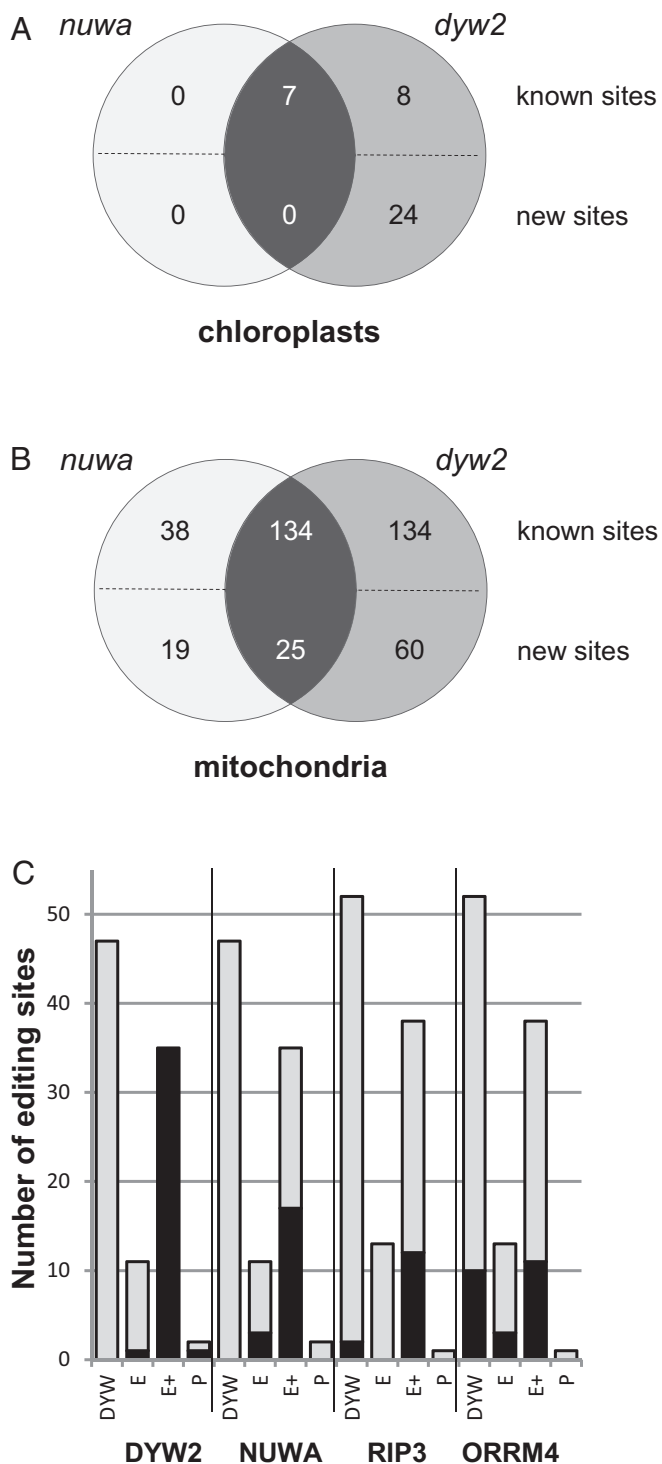 A
nuwa dyw2
0 7 8 known sites
0 0 24 new sites
chloroplasts
B
nuwa dyw2
38 134 134 known sites
19 25 60 new sites
mitochondria
C
Number of editing sites
50
40
30
20
10
0
DYW E E+ P DYW E E+ P DYW E E+ P DYW E E+ P
DYW2 NUWA RIP3 ORRM4